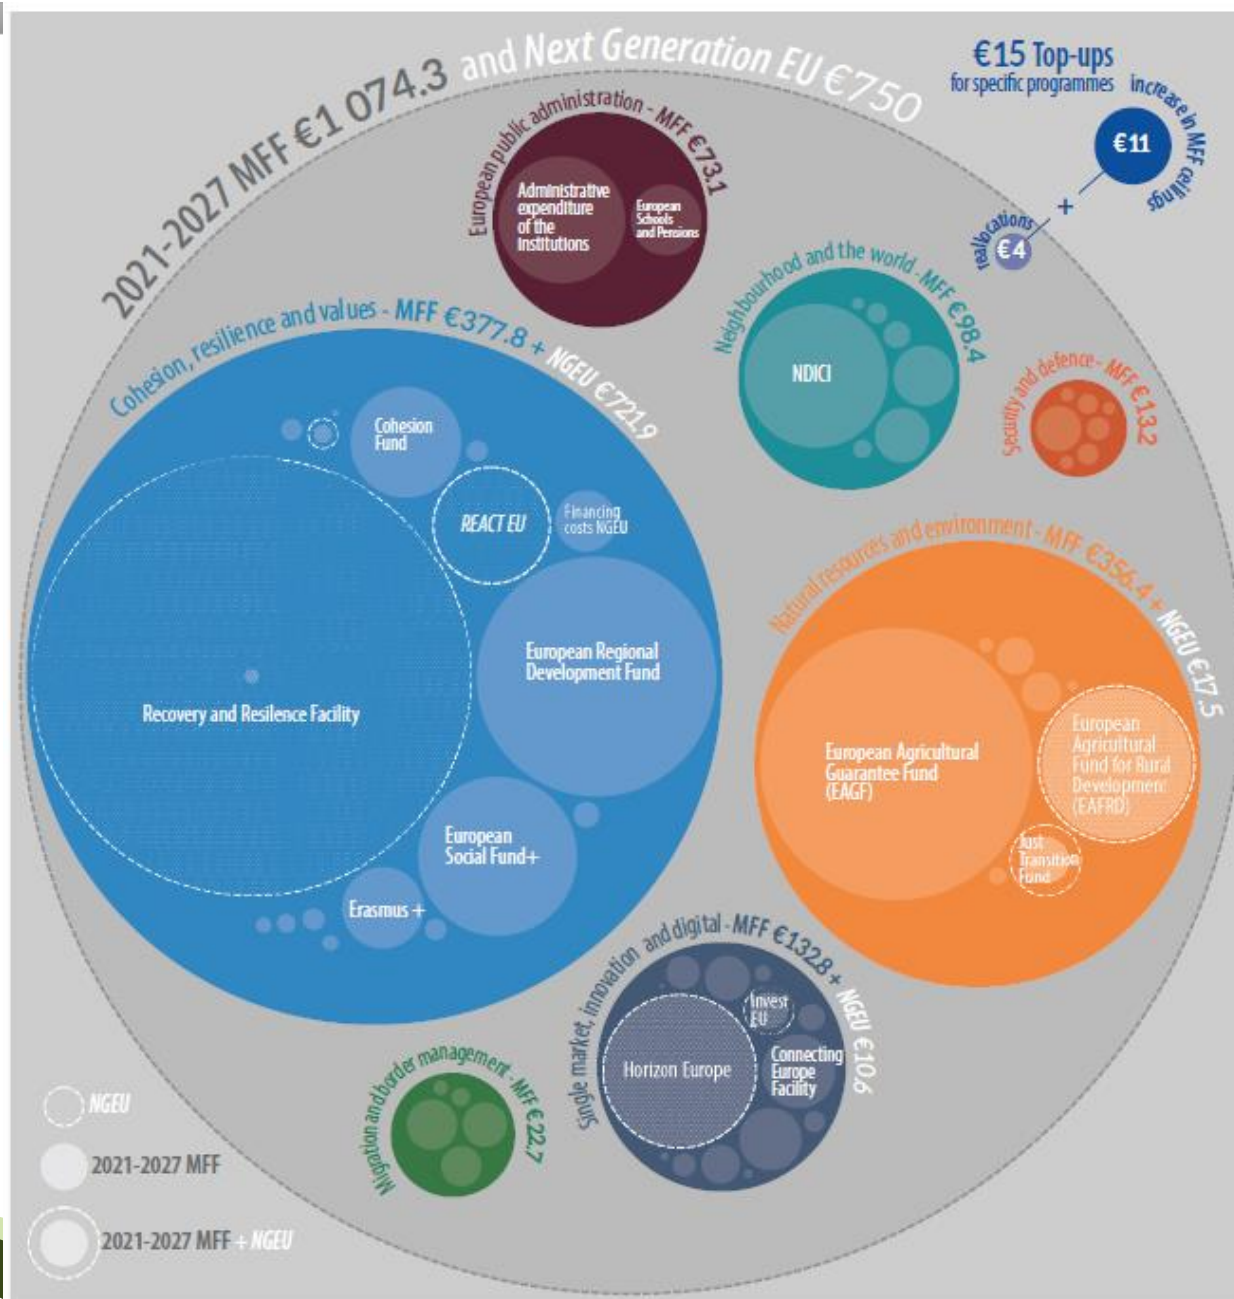 2021-2027 MFF €1 074.3 and Next Generation EU €750
€15 Top-ups
for specific programmes
increase in MFF ceilings
€11
+
reallocations
€4
European public administration - MFF €73.1
Administrative
expenditure
of the
institutions
European
Schools
and Pensions
Neighbourhood and the world - MFF €98.4
NDICI
Security and defence - MFF €13.2
Cohesion, resilience and values - MFF €377.8 + NGEU €721.9
Cohesion
Fund
REACT EU
Financing
costs NGEU
European Regional
Development Fund
Recovery and Resilence Facility
European
Social Fund+
Erasmus +
Natural resources and environment - MFF €356.4 + NGEU €17.5
European Agricultural
Guarantee Fund
(EAGF)
European
Agricultural
Fund for Rural
Development
(EAFRD)
Just
Transition
Fund
Single market, innovation and digital - MFF €132.8 + NGEU €10.6
Invest
EU
Horizon Europe
Connecting
Europe
Facility
Migration and border management - MFF €22.7
NGEU
2021-2027 MFF
2021-2027 MFF + NGEU